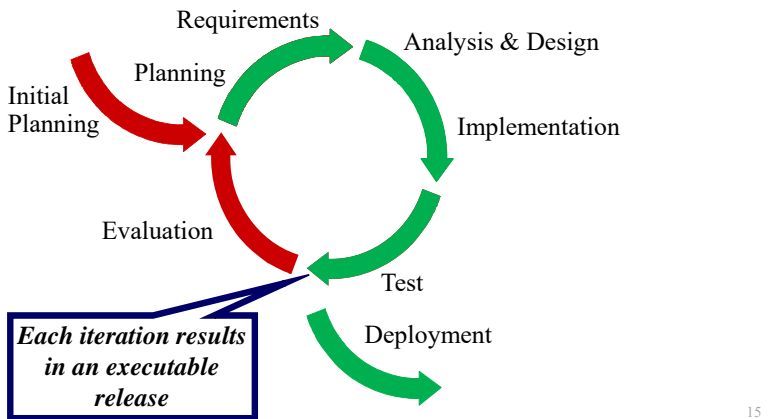 Requirements
Analysis & Design
Planning
Initial
Planning
Implementation
Evaluation
Test
Each iteration results
in an executable
release
Deployment
15